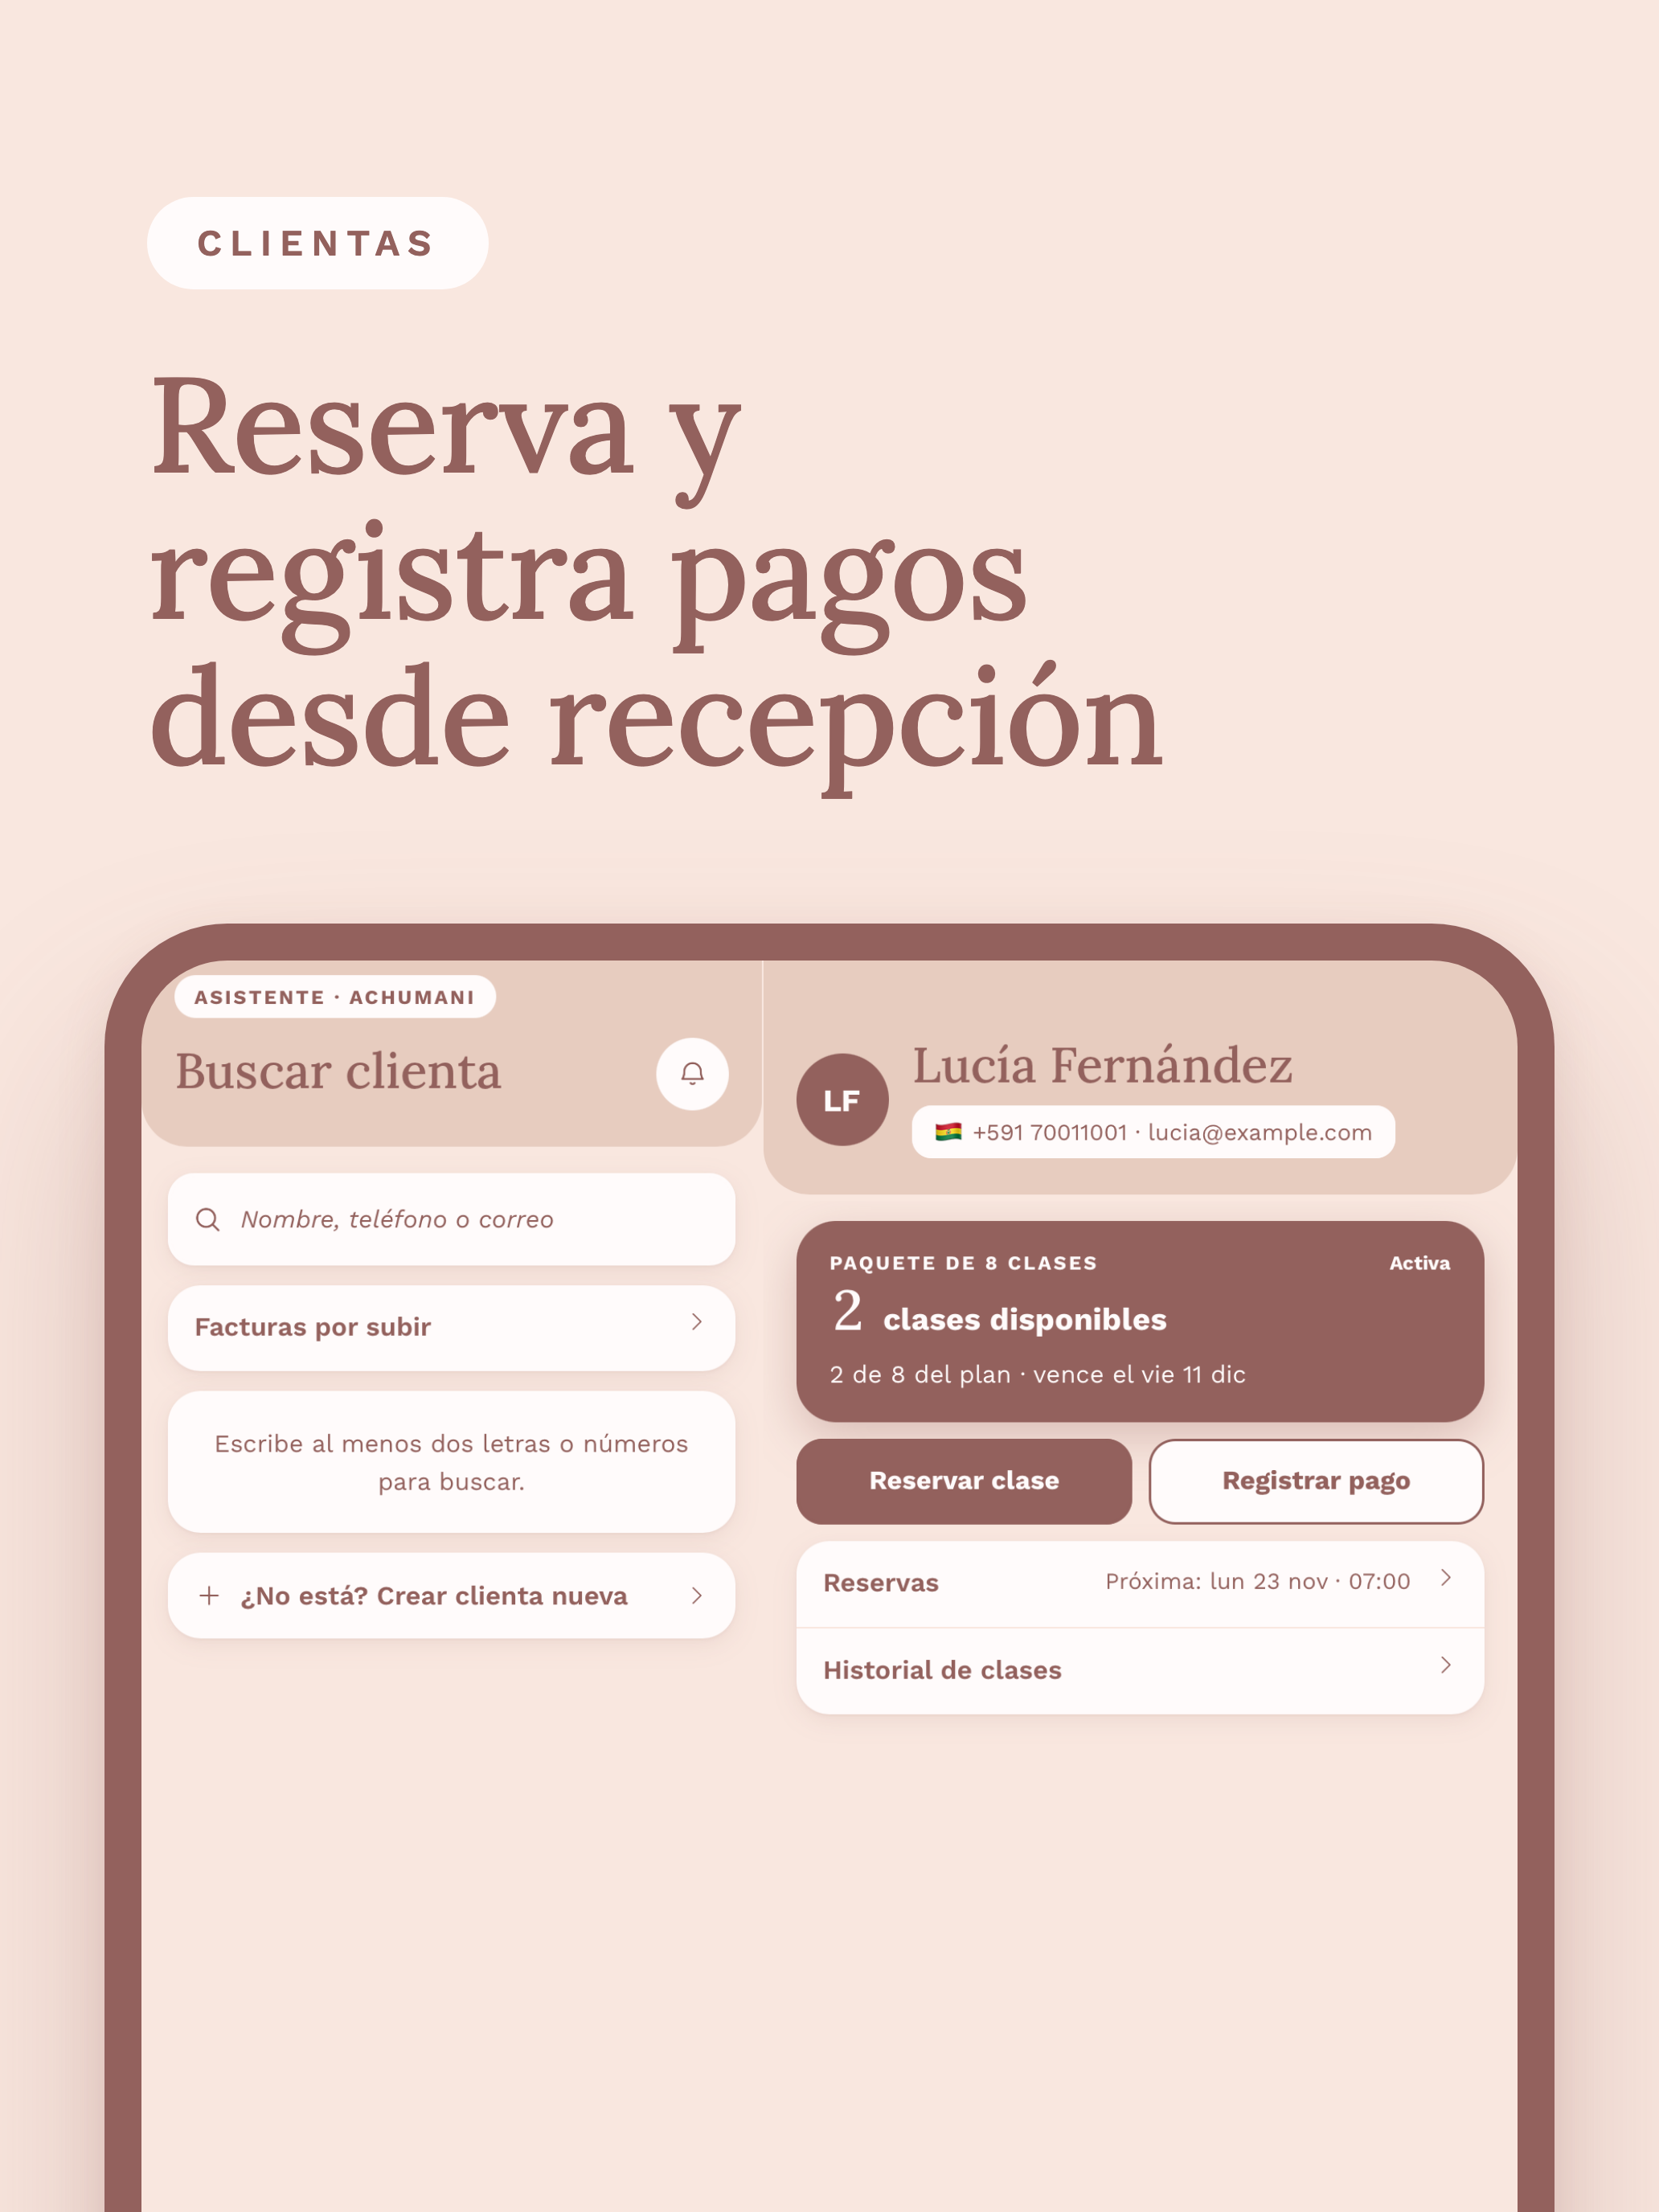 CLIENTAS
Reserva y
registra pagos
desde recepción
ASISTENTE · ACHUMANI
Buscar clienta
Nombre, teléfono o correo
Facturas por subir
Escribe al menos dos letras o números
para buscar.
¿No está? Crear clienta nueva
LF
Lucía Fernández
+591 70011001 · lucia@example.com
PAQUETE DE 8 CLASES
Activa
2 clases disponibles
2 de 8 del plan · vence el vie 11 dic
Reservar clase
Registrar pago
Reservas
Próxima: lun 23 nov · 07:00
Historial de clases